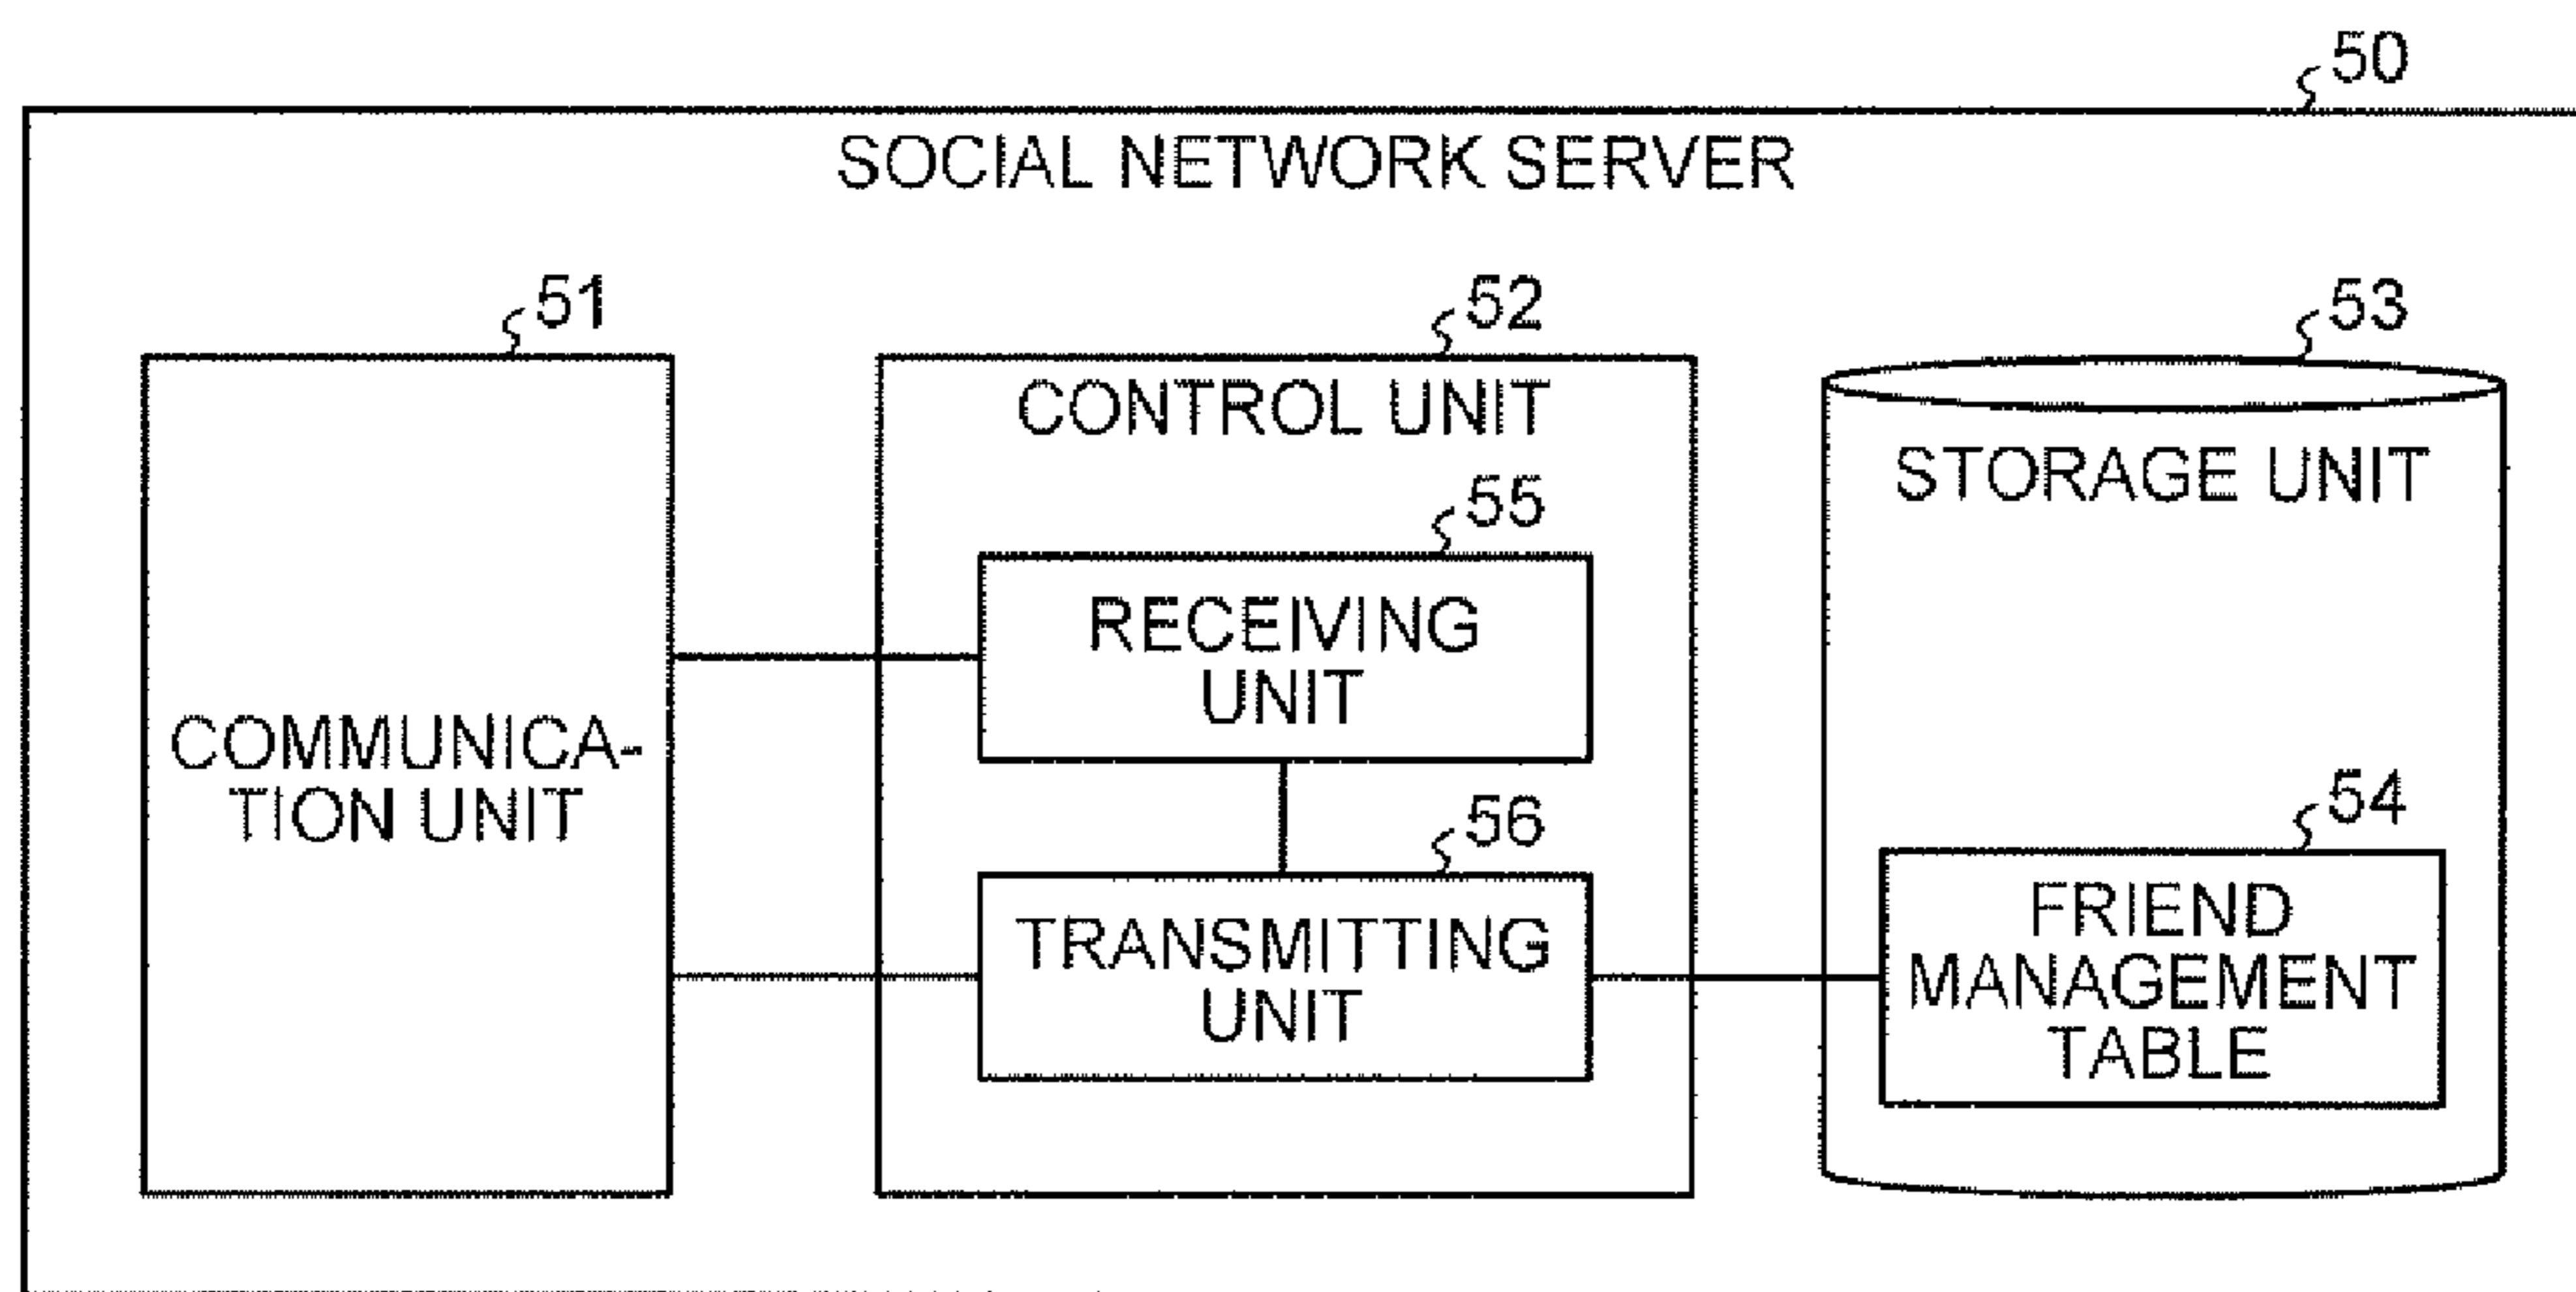 50
SOCIAL NETWORK SERVER
51
52
53
CONTROL UNIT
STORAGE UNIT
55
RECEIVING
UNIT
COMMUNICA-
TION UNIT
56
54
TRANSMITTING
UNIT
FRIEND
MANAGEMENT
TABLE